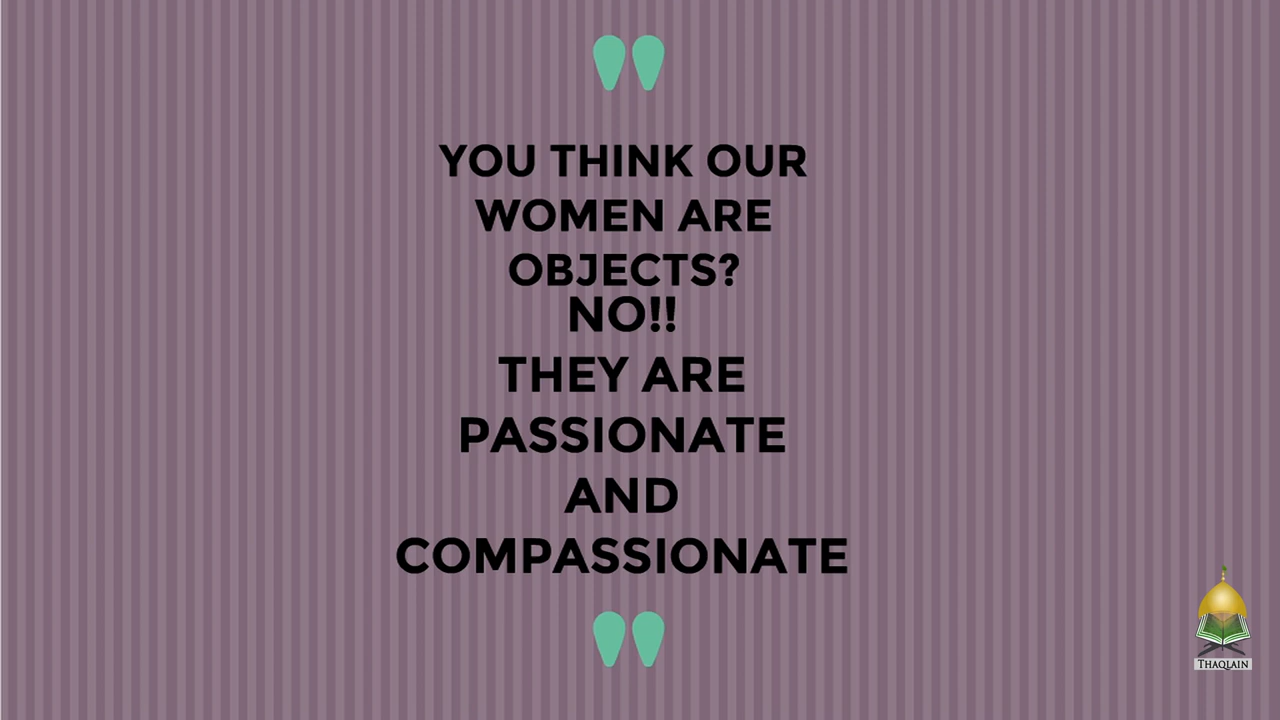 YOU THINK OUR
WOMEN ARE
OBJECTS?
NO!!
THEY ARE
PASSIONATE
AND
COMPASSIONATE
THAQLAIN